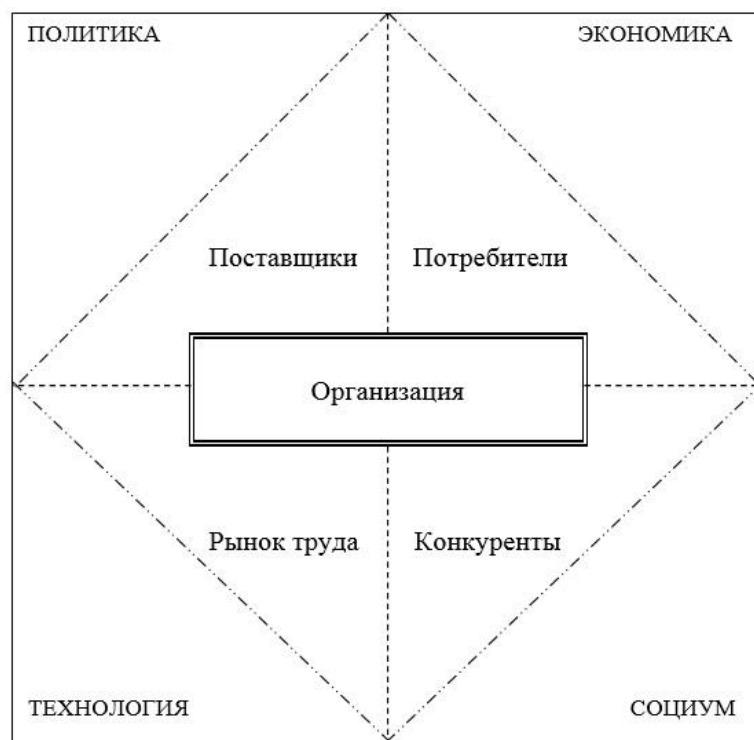 ПОЛИТИКА
ЭКОНОМИКА
Поставщики
Потребители
Организация
Рынок труда
Конкуренты
ТЕХНОЛОГИЯ
СОЦИУМ